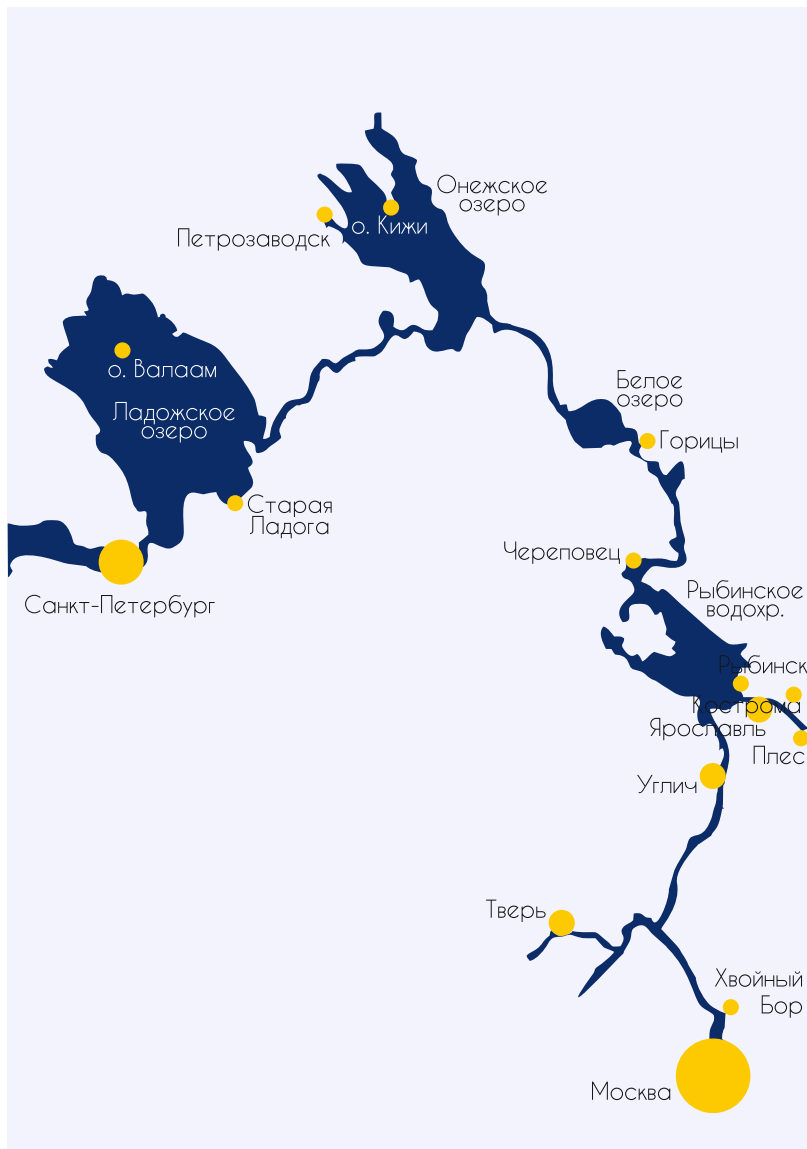 Онежское
озеро
о. Кижи
Петрозаводск
о. Валаам
Белое
озеро
Ладожское
озеро
Горицы
Старая
Ладога
Череповец
Рыбинское
водохр.
Санкт-Петербург
Рыбинск
Кострома
Ярославль
Плес
Углич
Тверь
Хвойный
Бор
Москва